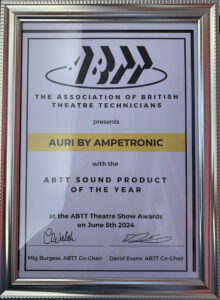 ABTT
THE ASSOCIATION OF BRITISH
THEATRE TECHNICIANS
presents
AURI BY AMPETRONIC
with the
ABTT SOUND PRODUCT
OF THE YEAR
at the ABTT Theatre Show Awards
on June 5th 2024
Mig Burgess, ABTT Co-Chair David Evans, ABTT Co-Chair